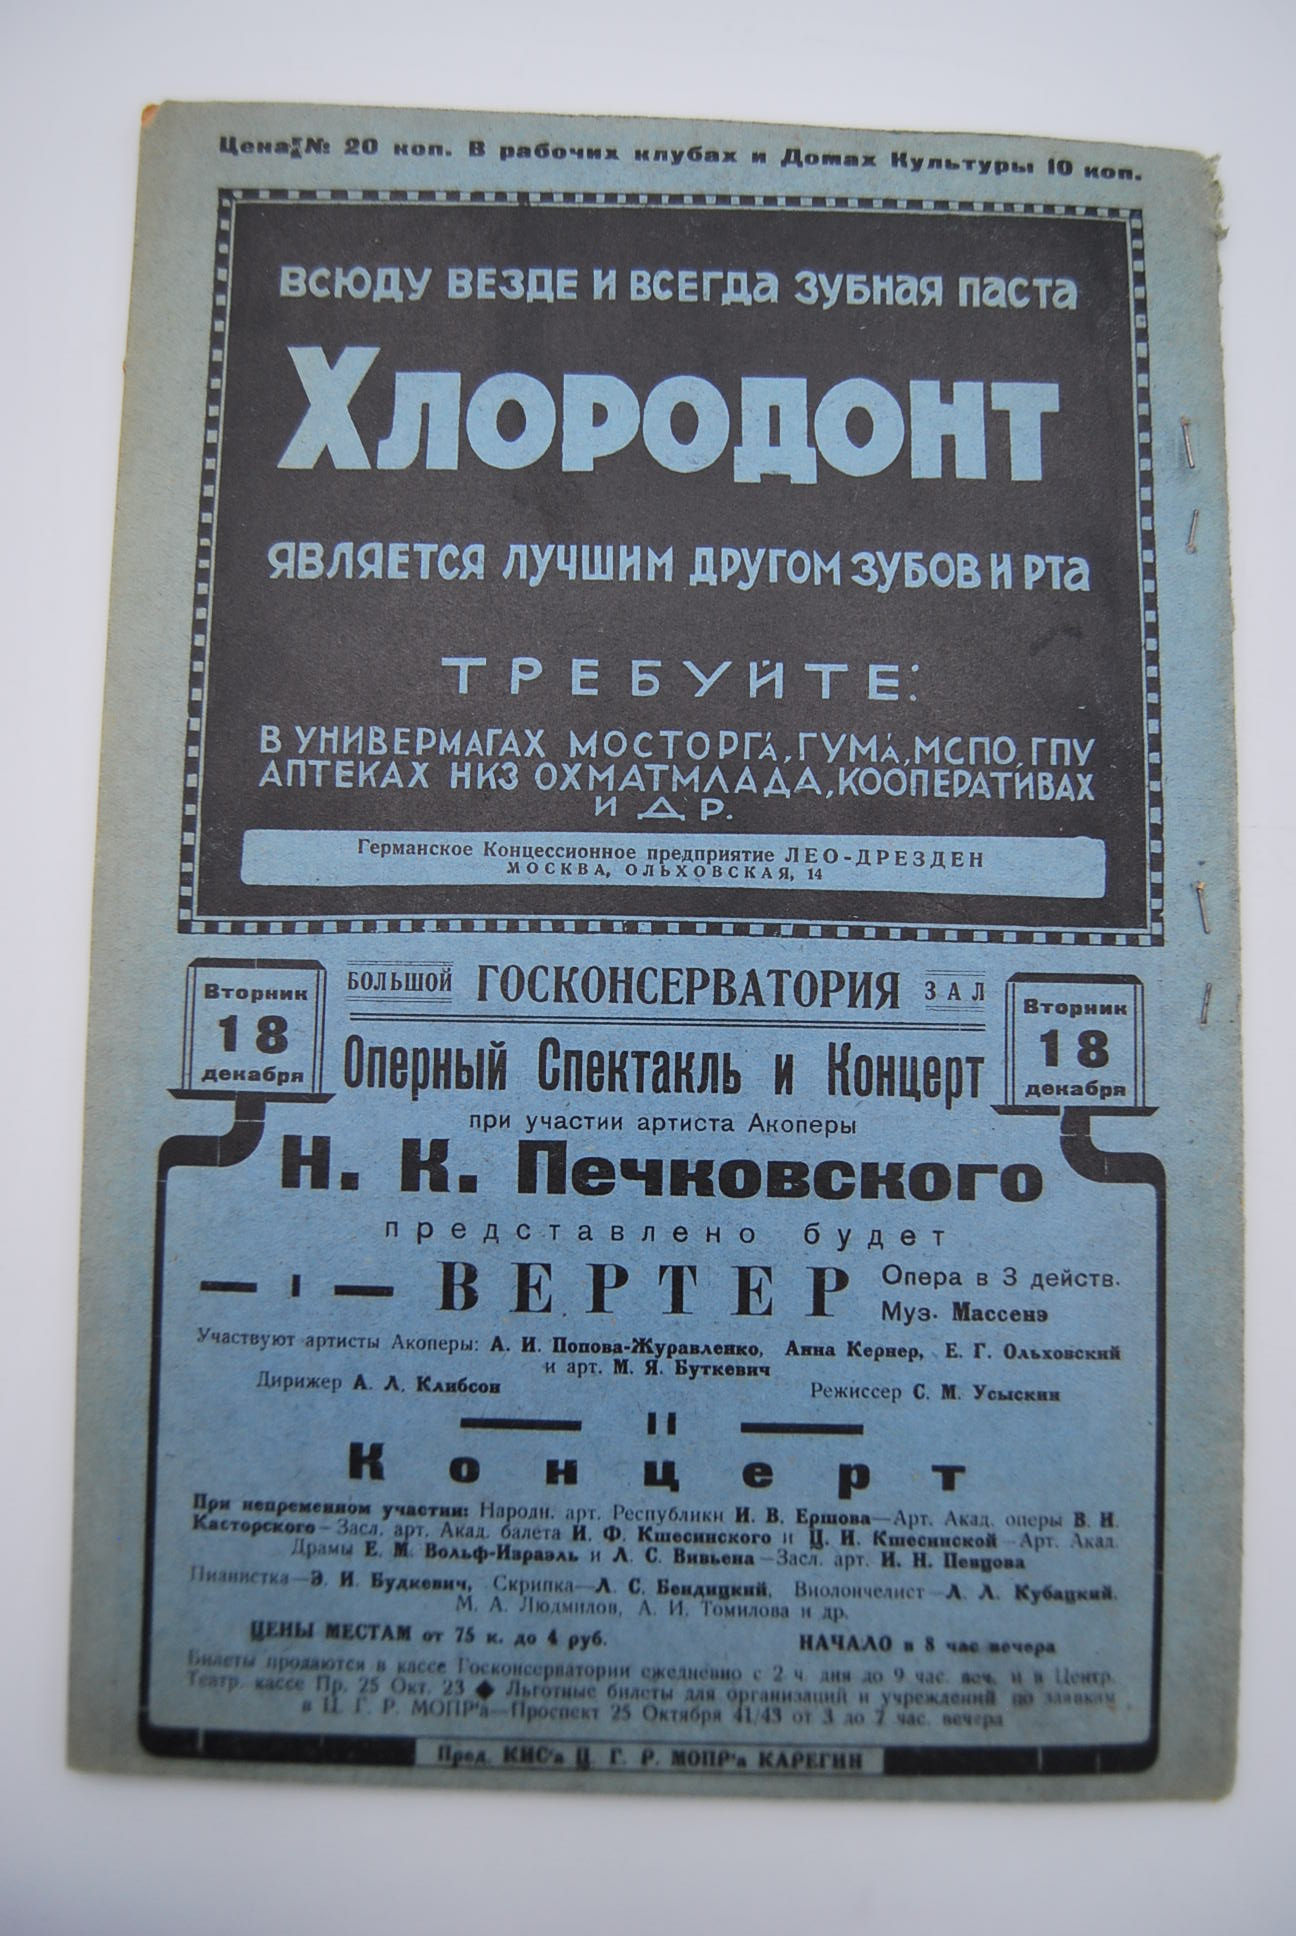 Цена № 20 коп. В рабочих клубах и Домах Культуры 10 коп.
ВСЮДУ ВЕЗДЕ И ВСЕГДА ЗУБНАЯ ПАСТА
ХЛОРОДОНТ
ЯВЛЯЕТСЯ ЛУЧШИМ ДРУГОМ ЗУБОВ И РТА
ТРЕБУЙТЕ:
В УНИВЕРМАГАХ МОСТОРГ'А, ГУМ'А, МСПО, ГПУ
АПТЕКАХ НКЗ ОХМАТМЛАДА, КООПЕРАТИВАХ
И ДР.
Германское Концессионное предприятие ЛЕО-ДРЕЗДЕН
МОСКВА, ОЛЬХОВСКАЯ, 14
Вторник
18
декабря
БОЛЬШОЙ ГОСКОНСЕРВАТОРИЯ ЗАЛ
Вторник
18
декабря
Оперный Спектакль и Концерт
при участии артиста Акоперы
Н. К. Печковского
представлено будет
— I — ВЕРТЕР Опера в 3 действ.
Муз. Массенэ
Участвуют артисты Акоперы: А. И. Попова-Журавленко, Анна Кернер, Е. Г. Ольховский
и арт. М. Я. Буткевич
Дирижер А. Л. Клибсон Режиссер С. М. Усыскин
— II —
Концерт
При непременном участии: Народн. арт. Республики И. В. Ершова—Арт. Акад. оперы В. И.
Касторского—Засл. арт. Акад. балета И. Ф. Кшесинского и Ц. И. Кшесинской—Арт. Акад.
Драмы Е. М. Вольф-Израэль и Л. С. Вивьена—Засл. арт. И. Н. Певцова
Пианистка—Э. И. Будкевич, Скрипка—Л. С. Бендицкий, Виолончелист—Л. Л. Кубацкий.
М. А. Людмилов, А. И. Томилова и др.
ЦЕНЫ МЕСТАМ от 75 к. до 4 руб. НАЧАЛО в 8 час вечера
Билеты продаются в кассе Госконсерватории ежедневно с 2 ч. дня до 9 час. веч. и в Центр.
Театр. кассе Пр. 25 Окт. 23 ◆ Льготные билеты для организаций и учреждений по заявкам
в Ц. Г. Р. МОПР'а—Проспект 25 Октября 41/43 от 3 до 7 час. вечера
Пред. КИС'а Ц. Г. Р. МОПР'а КАРЕГИН